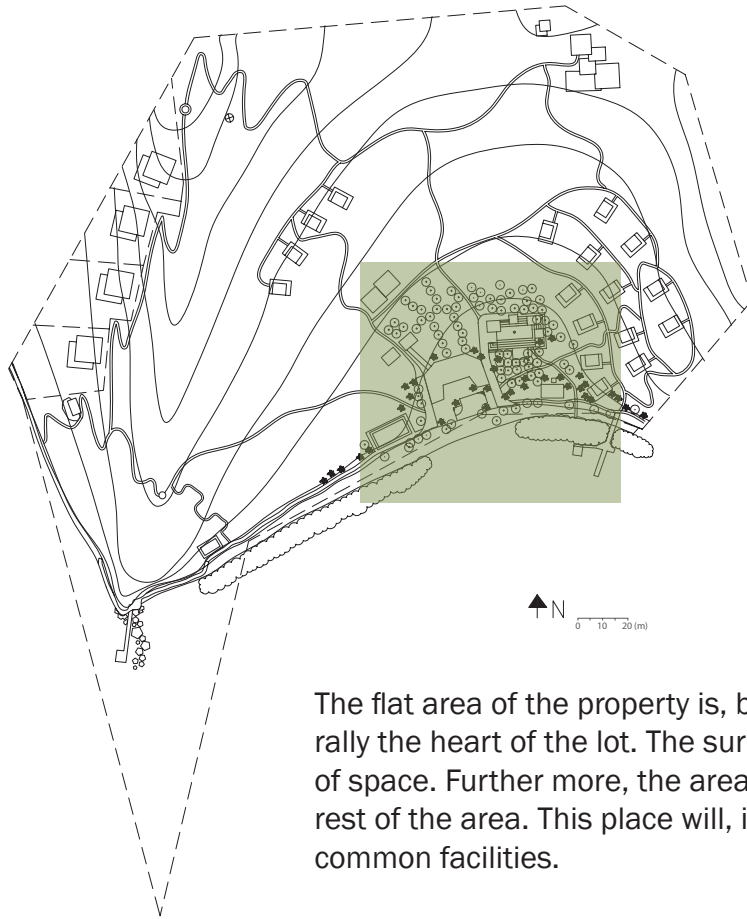 N
0 10 20 (m)
The flat area of the property is, b
rally the heart of the lot. The sur
of space. Further more, the area
rest of the area. This place will, i
common facilities.